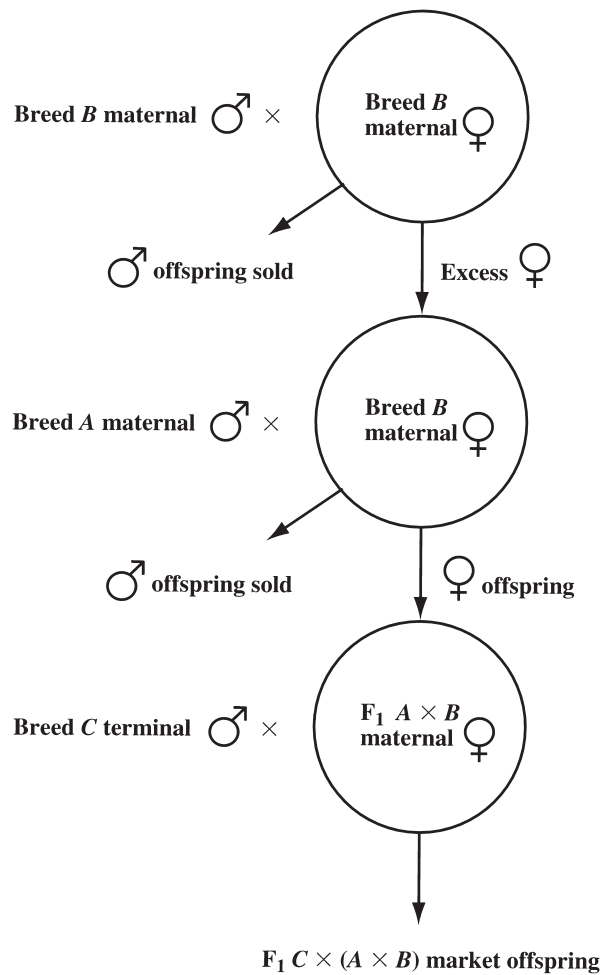 Breed B maternal ♂ ×
Breed B
maternal ♀
♂ offspring sold
Excess ♀
Breed A maternal ♂ ×
Breed B
maternal ♀
♂ offspring sold
♀ offspring
Breed C terminal ♂ ×
F₁ A × B
maternal ♀
F₁ C × (A × B) market offspring